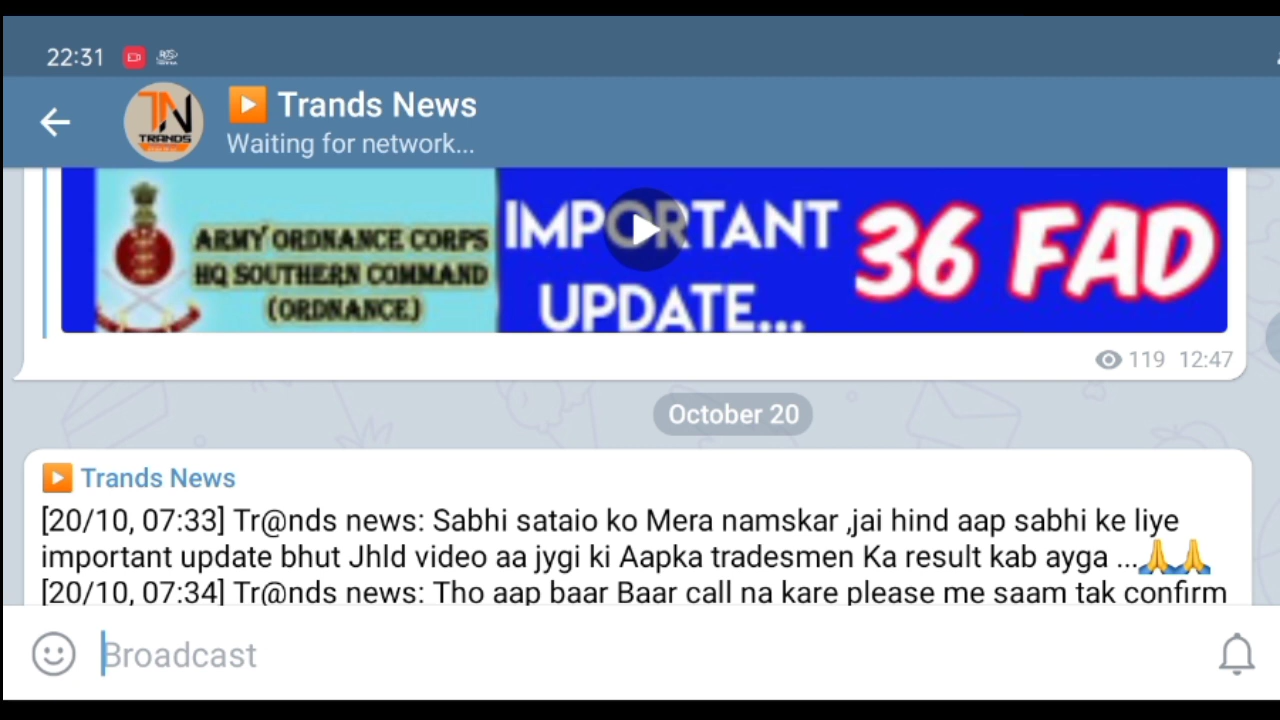 22:31
▶️ Trands News
TN
TRANDS
Waiting for network...
ARMY ORDNANCE CORPS
HQ SOUTHERN COMMAND
(ORDNANCE)
IMPORTANT
UPDATE...
36 FAD
119 12:47
October 20
▶️ Trands News
[20/10, 07:33] Tr@nds news: Sabhi sataio ko Mera namskar ,jai hind aap sabhi ke liye
important update bhut Jhld video aa jygi ki Aapka tradesmen Ka result kab ayga ...🙏🙏
[20/10, 07:34] Tr@nds news: Tho aap baar Baar call na kare please me saam tak confirm
Broadcast